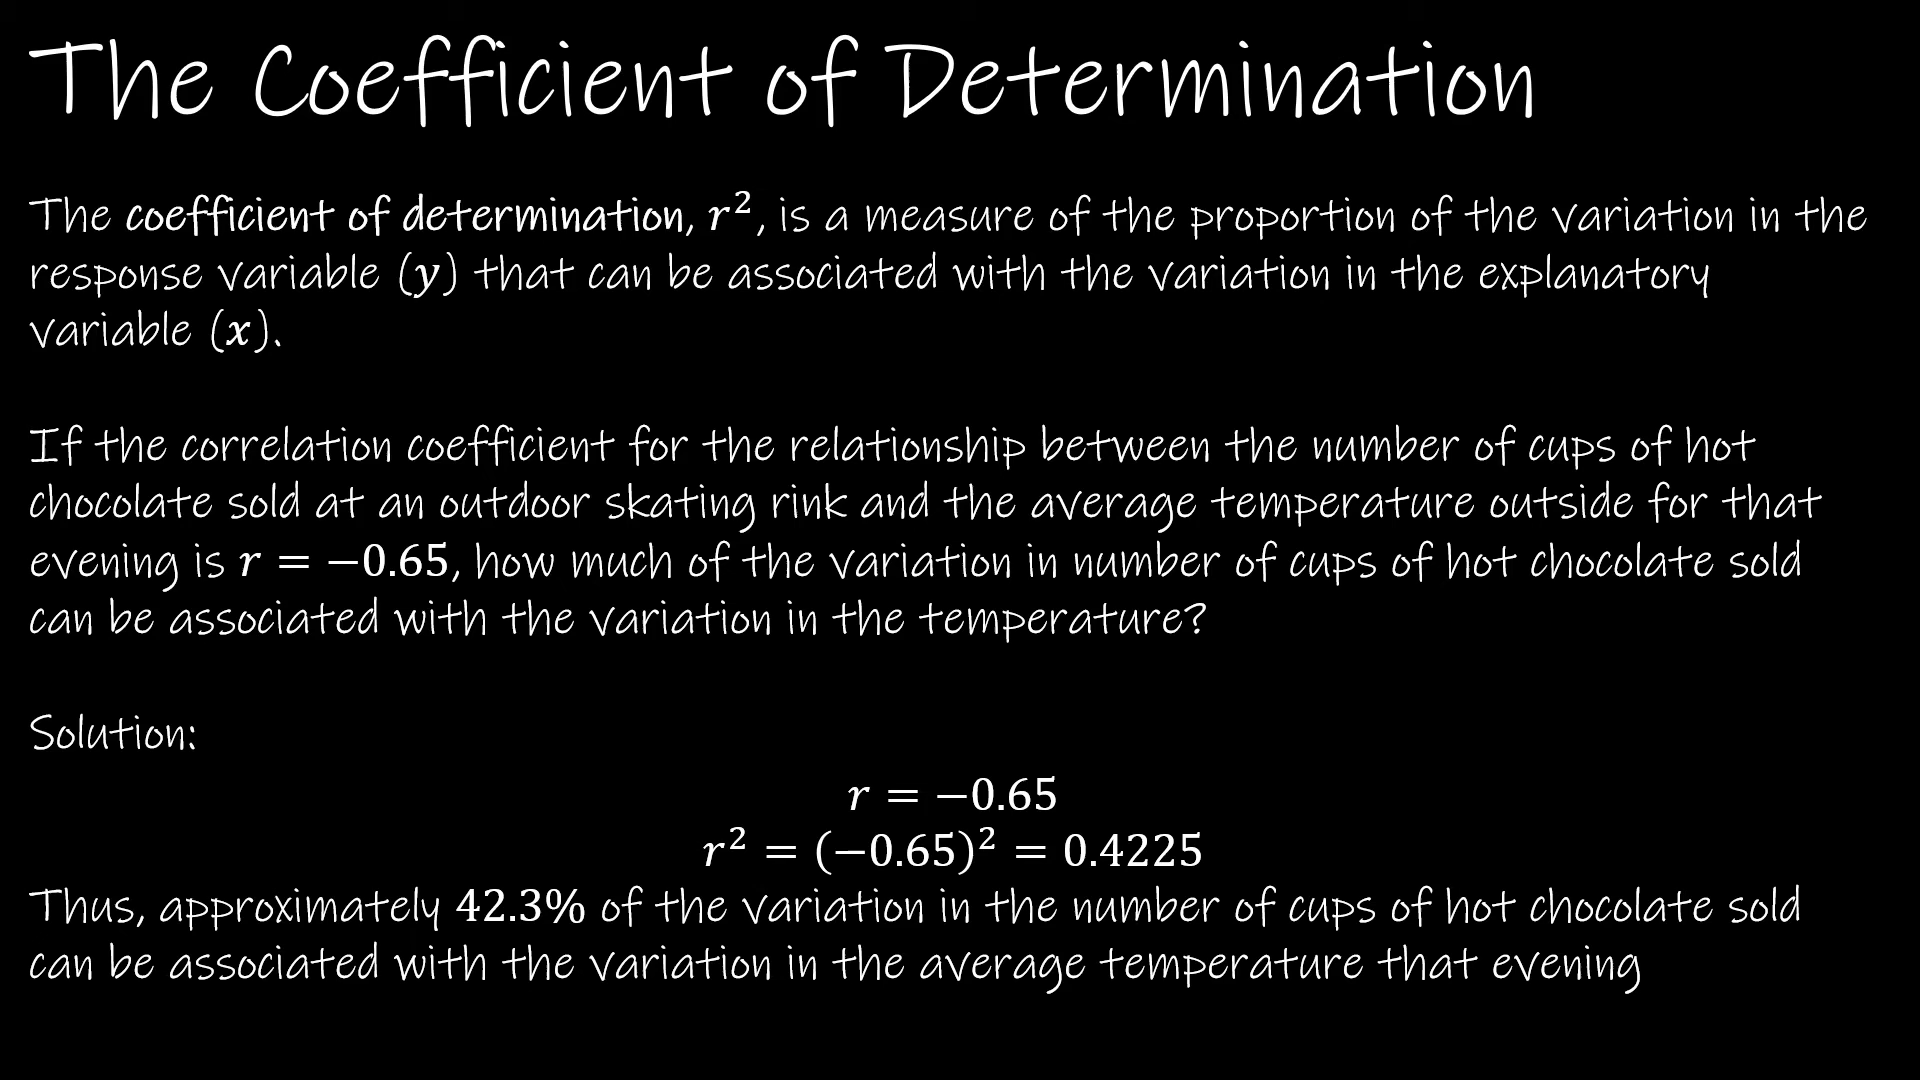 The Coefficient of Determination
The coefficient of determination, r², is a measure of the proportion of the variation in the
response variable (y) that can be associated with the variation in the explanatory
variable (x).
If the correlation coefficient for the relationship between the number of cups of hot
chocolate sold at an outdoor skating rink and the average temperature outside for that
evening is r = −0.65, how much of the variation in number of cups of hot chocolate sold
can be associated with the variation in the temperature?
Solution:
r = −0.65
r² = (−0.65)² = 0.4225
Thus, approximately 42.3% of the variation in the number of cups of hot chocolate sold
can be associated with the variation in the average temperature that evening